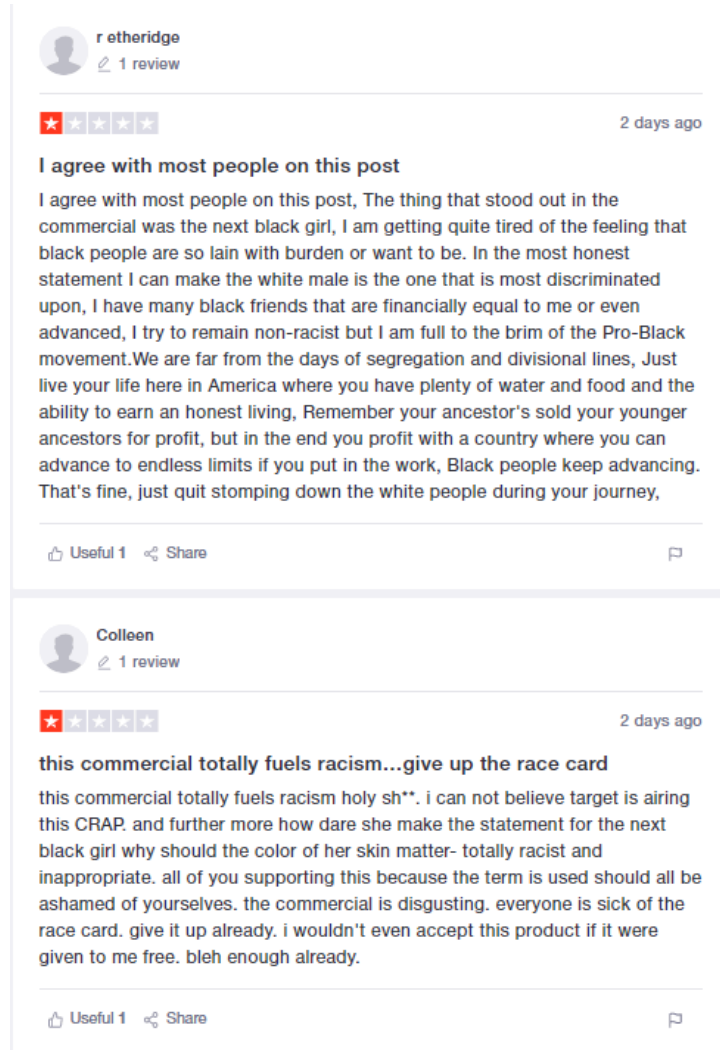 r etheridge
1 review
2 days ago
I agree with most people on this post
I agree with most people on this post, The thing that stood out in the
commercial was the next black girl, I am getting quite tired of the feeling that
black people are so lain with burden or want to be. In the most honest
statement I can make the white male is the one that is most discriminated
upon, I have many black friends that are financially equal to me or even
advanced, I try to remain non-racist but I am full to the brim of the Pro-Black
movement.We are far from the days of segregation and divisional lines, Just
live your life here in America where you have plenty of water and food and the
ability to earn an honest living, Remember your ancestor's sold your younger
ancestors for profit, but in the end you profit with a country where you can
advance to endless limits if you put in the work, Black people keep advancing.
That's fine, just quit stomping down the white people during your journey,
Useful 1 Share
Colleen
1 review
2 days ago
this commercial totally fuels racism...give up the race card
this commercial totally fuels racism holy sh**. i can not believe target is airing
this CRAP. and further more how dare she make the statement for the next
black girl why should the color of her skin matter- totally racist and
inappropriate. all of you supporting this because the term is used should all be
ashamed of yourselves. the commercial is disgusting. everyone is sick of the
race card. give it up already. i wouldn't even accept this product if it were
given to me free. bleh enough already.
Useful 1 Share